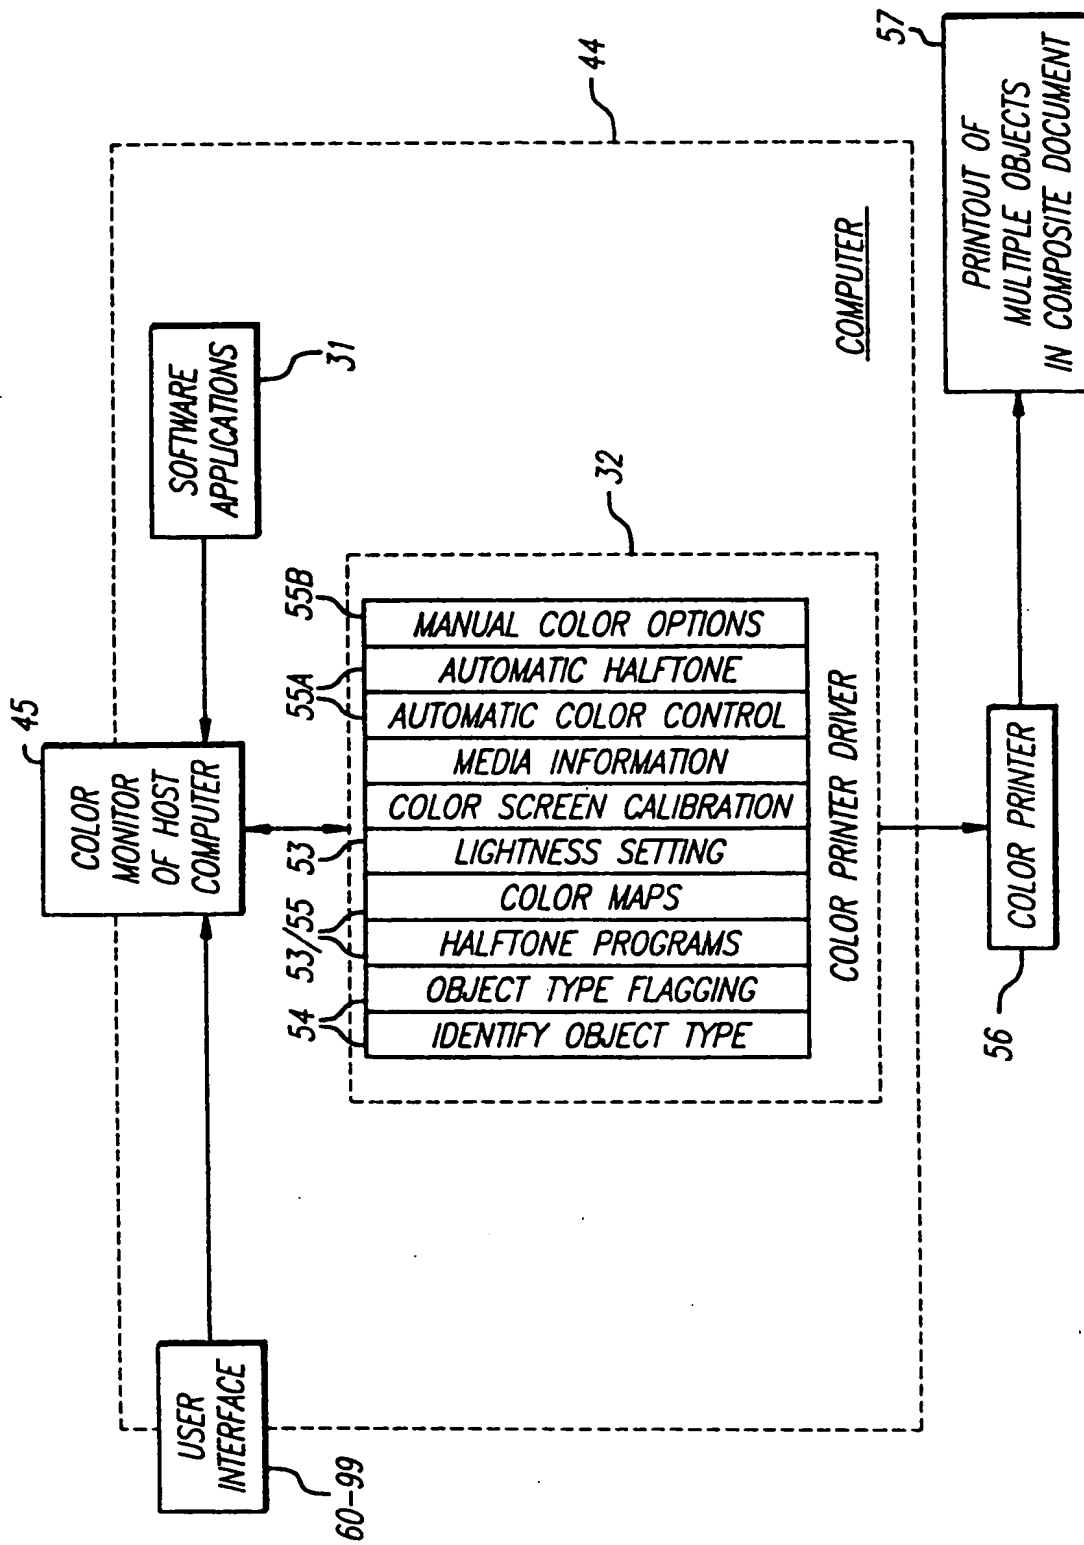 60-99
USER
INTERFACE
45
COLOR
MONITOR
OF HOST
COMPUTER
SOFTWARE
APPLICATIONS
31
44
54
53/55
53
55A
55B
32
IDENTIFY OBJECT TYPE
OBJECT TYPE FLAGGING
HALFTONE PROGRAMS
COLOR MAPS
LIGHTNESS SETTING
COLOR SCREEN CALIBRATION
MEDIA INFORMATION
AUTOMATIC COLOR CONTROL
AUTOMATIC HALFTONE
MANUAL COLOR OPTIONS
COLOR PRINTER DRIVER
COMPUTER
56
COLOR PRINTER
57
PRINTOUT OF
MULTIPLE OBJECTS
IN COMPOSITE DOCUMENT